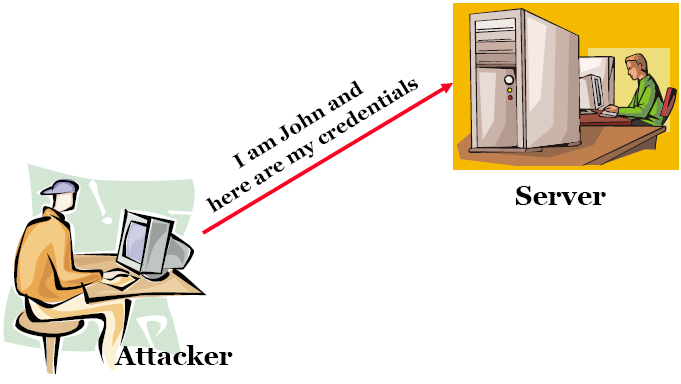 I am John and
here are my credentials
Server
Attacker